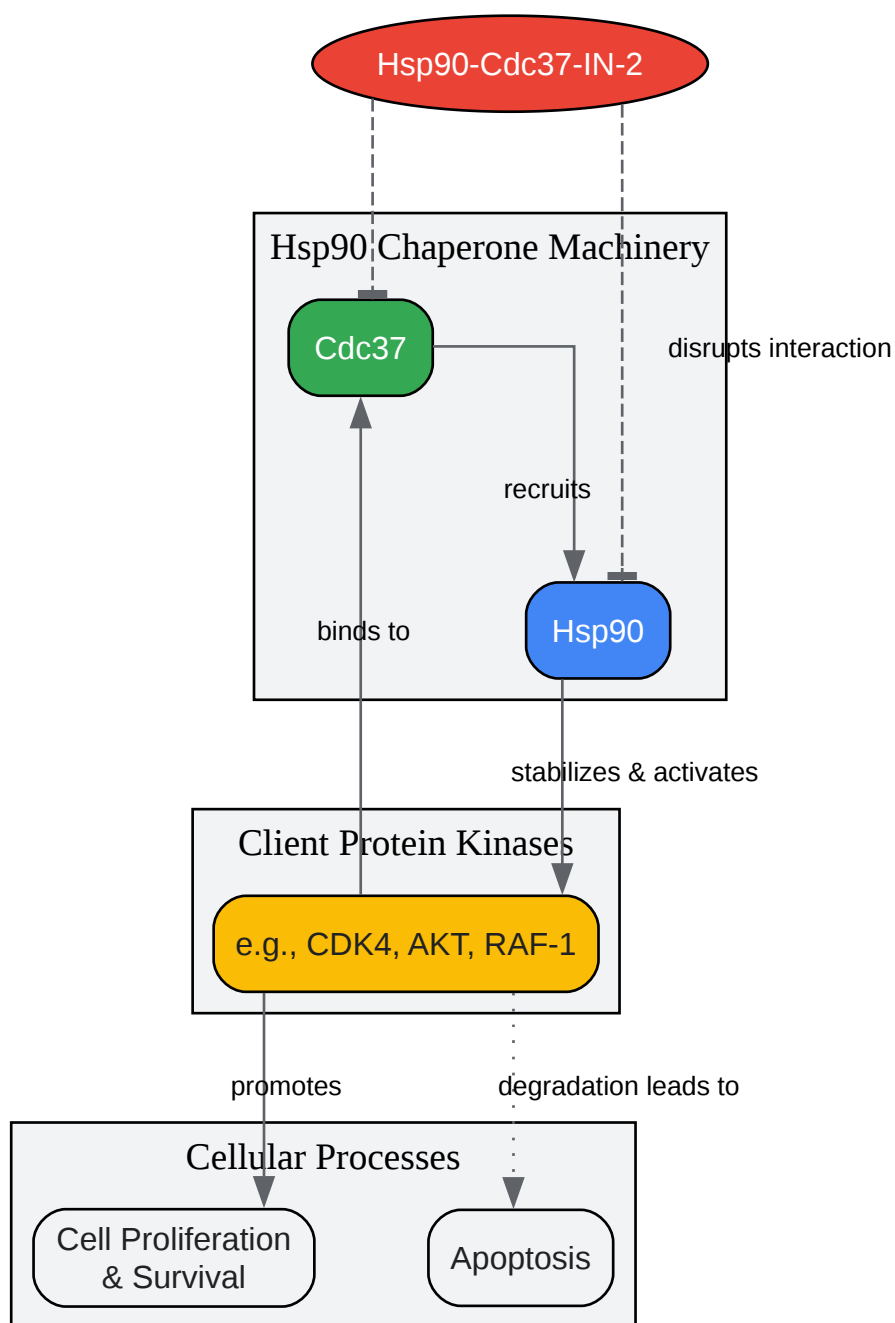 Hsp90-Cdc37-IN-2
Hsp90 Chaperone Machinery
Cdc37
disrupts interaction
recruits
Hsp90
binds to
stabilizes & activates
Client Protein Kinases
e.g., CDK4, AKT, RAF-1
promotes
degradation leads to
Cellular Processes
Cell Proliferation
& Survival
Apoptosis